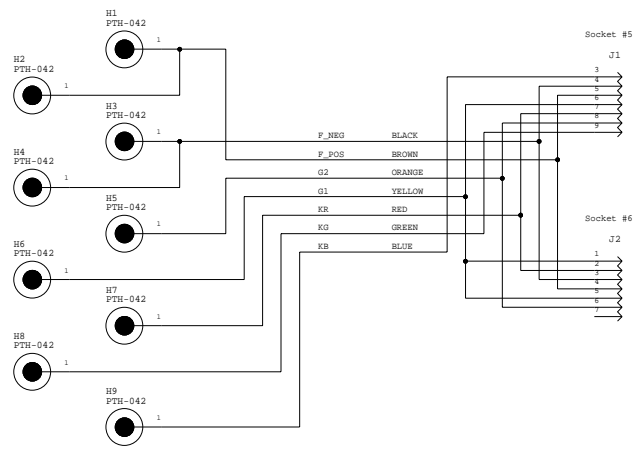 H1
PTH-042
1
H2
PTH-042
1
H3
PTH-042
1
H4
PTH-042
1
H5
PTH-042
1
H6
PTH-042
1
H7
PTH-042
1
H8
PTH-042
1
H9
PTH-042
1
F_NEG BLACK
F_POS BROWN
G2 ORANGE
G1 YELLOW
KR RED
KG GREEN
KB BLUE
Socket #5
J1
3
4
5
6
7
8
9
Socket #6
J2
1
2
3
4
5
6
7